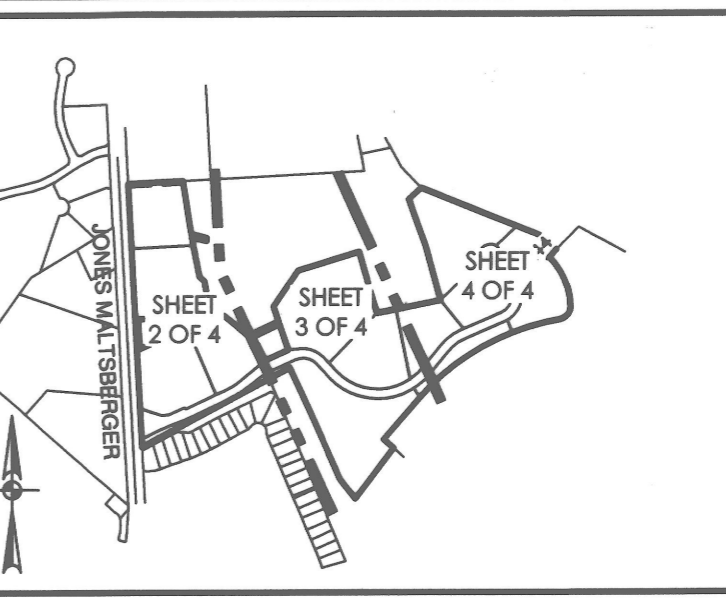 JONES MALTSBERGER
SHEET
2 OF 4
SHEET
3 OF 4
SHEET
4 OF 4